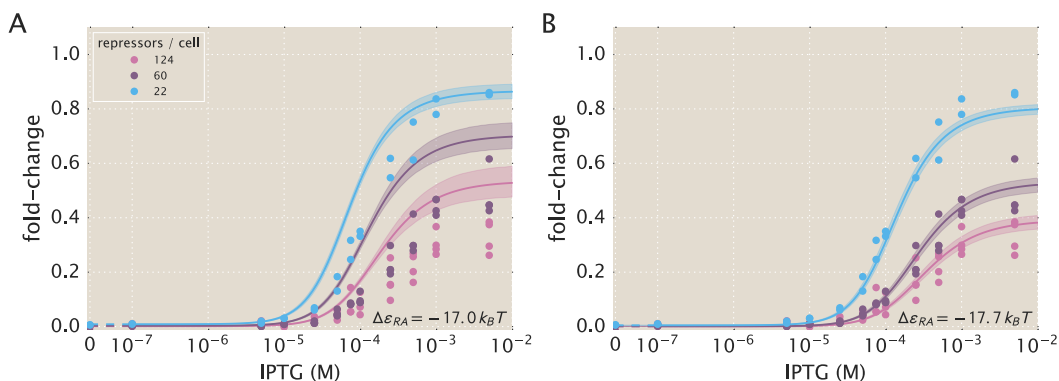 A
repressors / cell
124
60
22
fold−change
1.0
0.8
0.6
0.4
0.2
0.0
Δε_RA = −17.0 k_BT
0 10⁻⁷ 10⁻⁶ 10⁻⁵ 10⁻⁴ 10⁻³ 10⁻²
IPTG (M)
B
fold−change
1.0
0.8
0.6
0.4
0.2
0.0
Δε_RA = −17.7 k_BT
0 10⁻⁷ 10⁻⁶ 10⁻⁵ 10⁻⁴ 10⁻³ 10⁻²
IPTG (M)